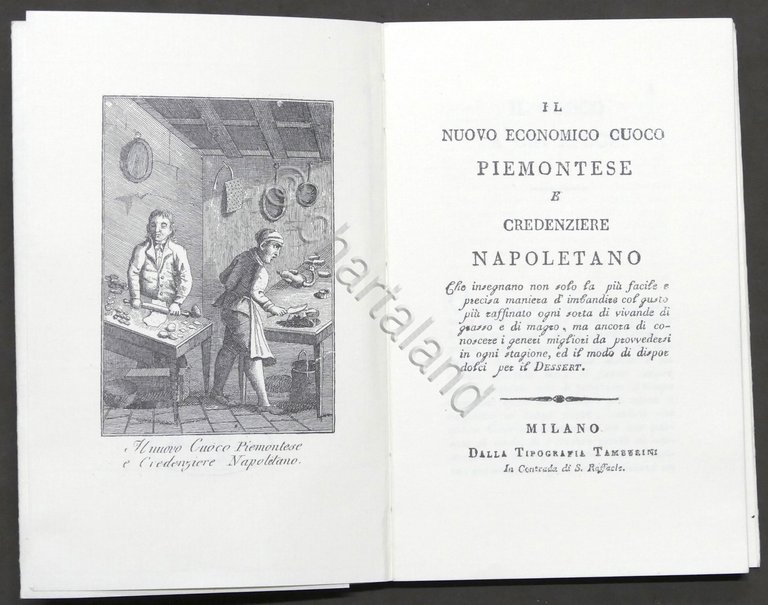 Il nuovo Cuoco Piemontese
e Credenziere Napoletano.
IL
NUOVO ECONOMICO CUOCO
PIEMONTESE
E
CREDENZIERE
NAPOLETANO
Che insegnano non solo la più facile e
precisa maniera d' imbandire col gusto
più raffinato ogni sorta di vivande di
grasso e di magro, ma ancora di co-
noscere i generi migliori da provvedersi
in ogni stagione, ed il modo di dispor
dolci per il DESSERT.
MILANO
DALLA TIPOGRAFIA TAMBURINI
In Contrada di S. Raffaele.
Chartaland